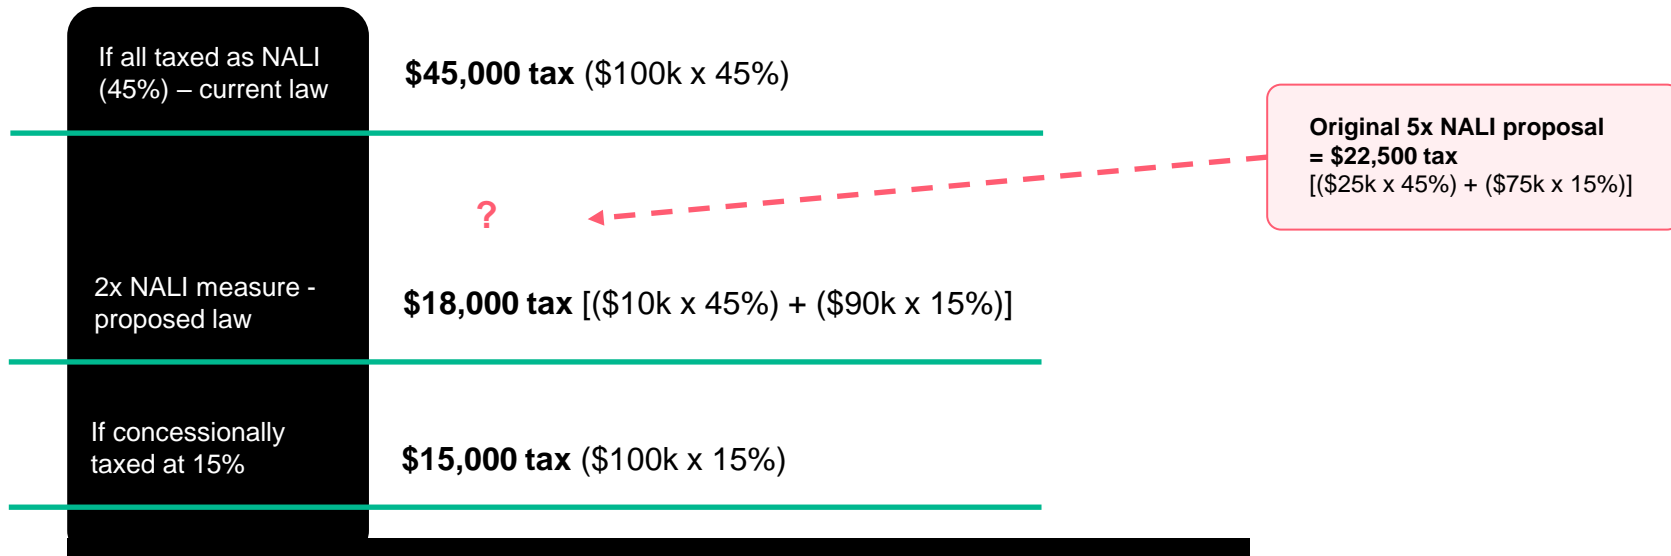 If all taxed as NALI
(45%) – current law
$45,000 tax ($100k x 45%)
Original 5x NALI proposal
= $22,500 tax
[($25k x 45%) + ($75k x 15%)]
?
2x NALI measure -
proposed law
$18,000 tax [($10k x 45%) + ($90k x 15%)]
If concessionally
taxed at 15%
$15,000 tax ($100k x 15%)